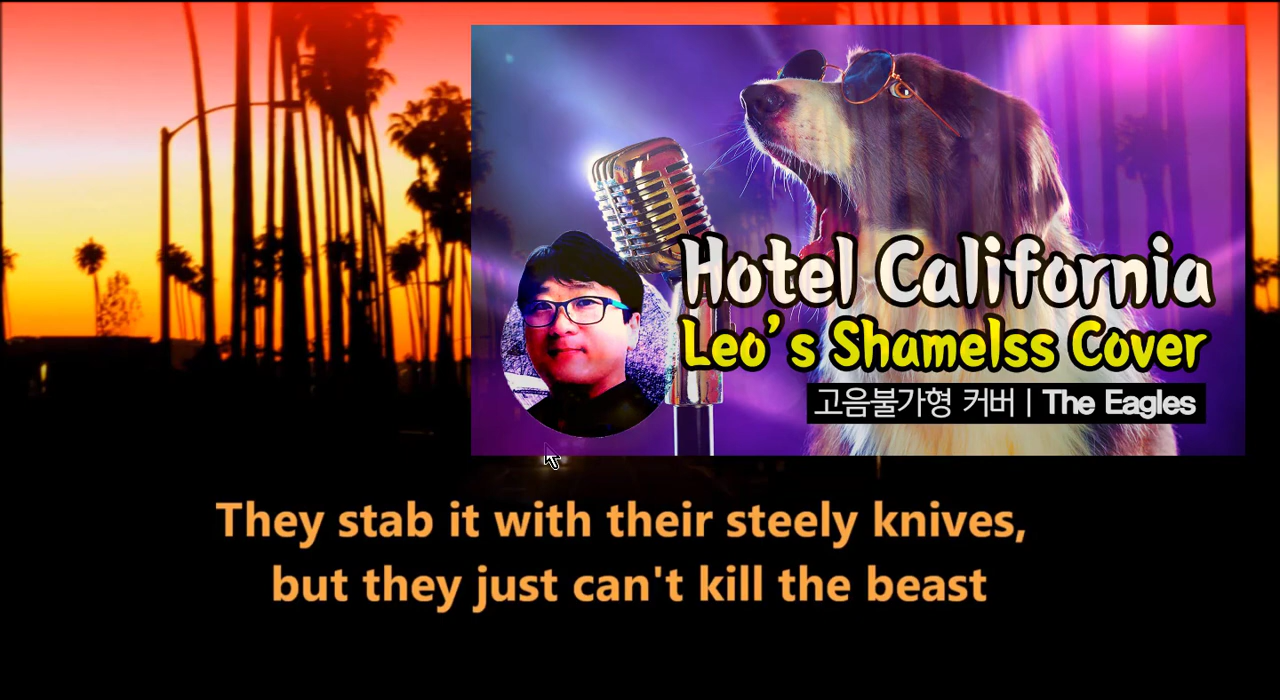 Hotel California
Leo's Shamelss Cover
고음불가형 커버 | The Eagles
They stab it with their steely knives,
but they just can't kill the beast